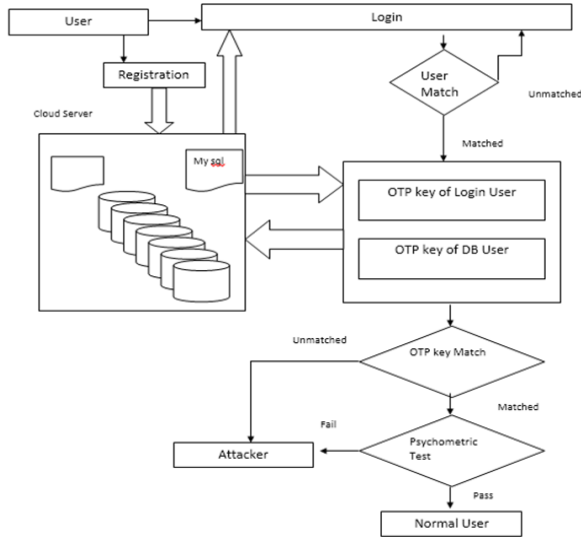 User
Login
Registration
User
Match
Unmatched
Cloud Server
Matched
My sql
OTP key of Login User
OTP key of DB User
Unmatched
OTP key Match
Matched
Fail
Psychometric
Test
Attacker
Pass
Normal User